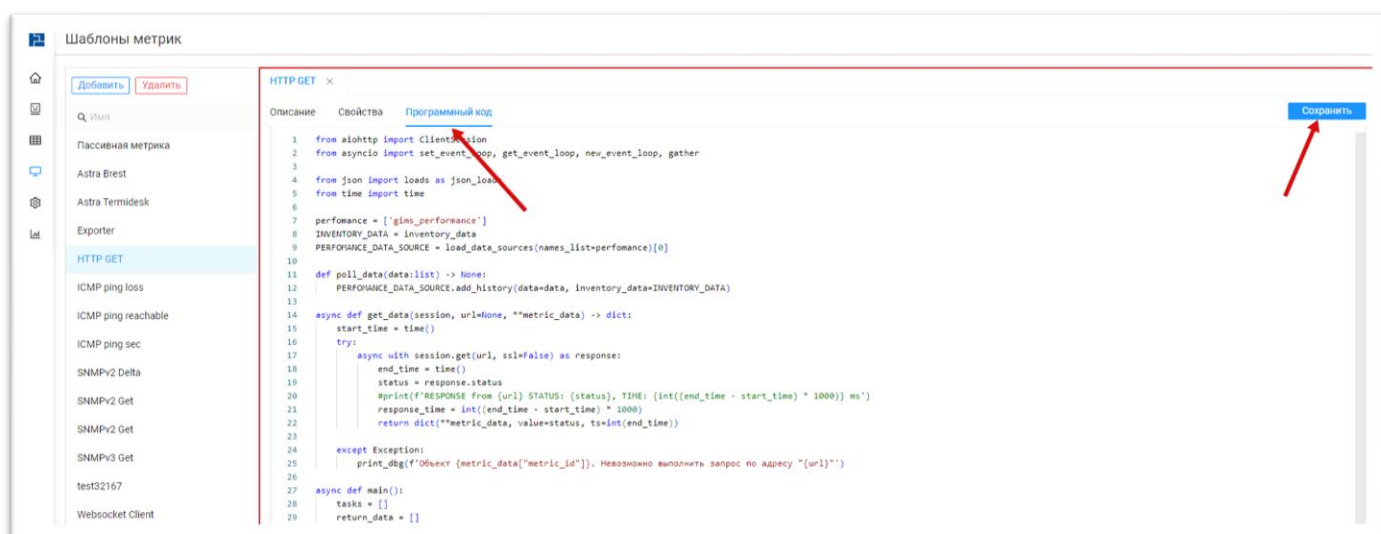 Шаблоны метрик
Добавить Удалить
Имя
Пассивная метрика
Astra Brest
Astra Termidesk
Exporter
HTTP GET
ICMP ping loss
ICMP ping reachable
ICMP ping sec
SNMPv2 Delta
SNMPv2 Get
SNMPv2 Get
SNMPv3 Get
test32167
Websocket Client
HTTP GET ×
Описание Свойства Программный код Сохранить
1 from aiohttp import ClientSession
2 from asyncio import set_event_loop, get_event_loop, new_event_loop, gather
3
4 from json import loads as json_loads
5 from time import time
6
7 perfomance = ['gims_performance']
8 INVENTORY_DATA = inventory_data
9 PERFOMANCE_DATA_SOURCE = load_data_sources(names_list=perfomance)[0]
10
11 def poll_data(data:list) -> None:
12 PERFOMANCE_DATA_SOURCE.add_history(data=data, inventory_data=INVENTORY_DATA)
13
14 async def get_data(session, url=None, **metric_data) -> dict:
15 start_time = time()
16 try:
17 async with session.get(url, ssl=False) as response:
18 end_time = time()
19 status = response.status
20 #print(f'RESPONSE from {url} STATUS: {status}, TIME: {int((end_time - start_time) * 1000)} ms')
21 response_time = int((end_time - start_time) * 1000)
22 return dict(**metric_data, value=status, ts=int(end_time))
23
24 except Exception:
25 print_dbg(f'Объект {metric_data["metric_id"]}. Невозможно выполнить запрос по адресу "{url}"')
26
27 async def main():
28 tasks = []
29 return_data = []